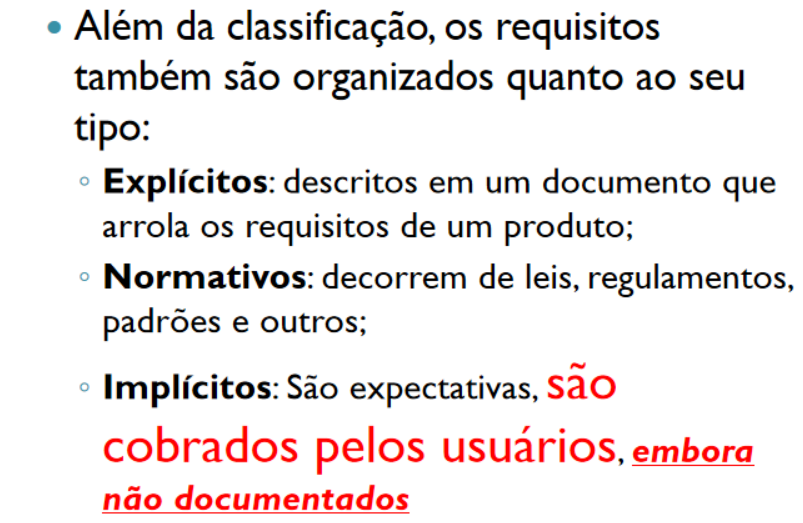 • Além da classificação, os requisitos
também são organizados quanto ao seu
tipo:
◦ Explícitos: descritos em um documento que
arrola os requisitos de um produto;
◦ Normativos: decorrem de leis, regulamentos,
padrões e outros;
◦ Implícitos: São expectativas, são
cobrados pelos usuários, embora
não documentados